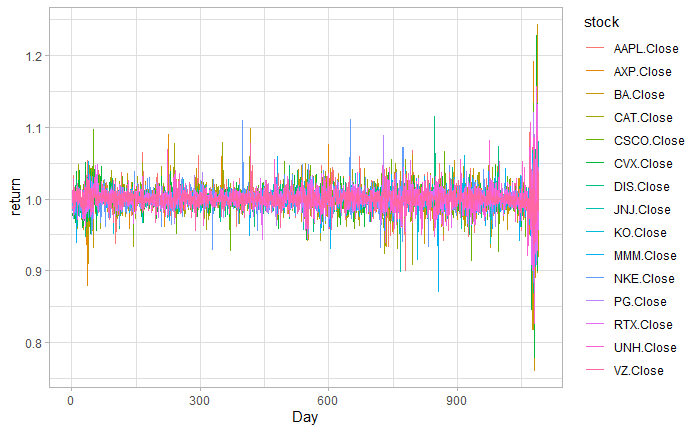 1.2
1.1
1.0
0.9
0.8
return
0
300
600
900
Day
stock
AAPL.Close
AXP.Close
BA.Close
CAT.Close
CSCO.Close
CVX.Close
DIS.Close
JNJ.Close
KO.Close
MMM.Close
NKE.Close
PG.Close
RTX.Close
UNH.Close
VZ.Close